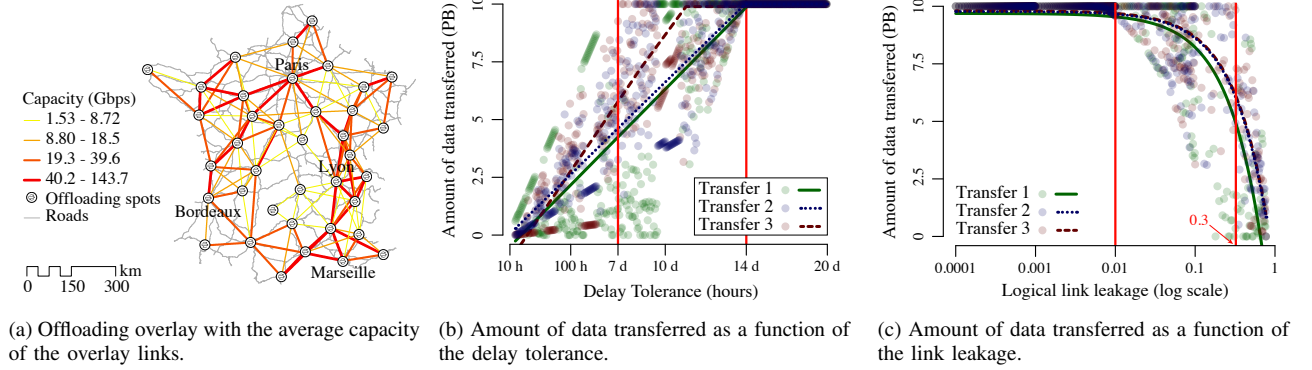 Paris
Capacity (Gbps)
1.53 - 8.72
8.80 - 18.5
19.3 - 39.6
40.2 - 143.7
Offloading spots
Roads
Lyon
Bordeaux
Marseille
km
0 150 300
(a) Offloading overlay with the average capacity
of the overlay links.
Amount of data transferred (PB)
10
7.5
5
2.5
0
Transfer 1
Transfer 2
Transfer 3
10 h 100 h 7 d 10 d 14 d 20 d
Delay Tolerance (hours)
(b) Amount of data transferred as a function of
the delay tolerance.
Amount of data transferred (PB)
10
7.5
5
2.5
0
Transfer 1
Transfer 2
Transfer 3
0.3
0.0001 0.001 0.01 0.1 1
Logical link leakage (log scale)
(c) Amount of data transferred as a function of
the link leakage.